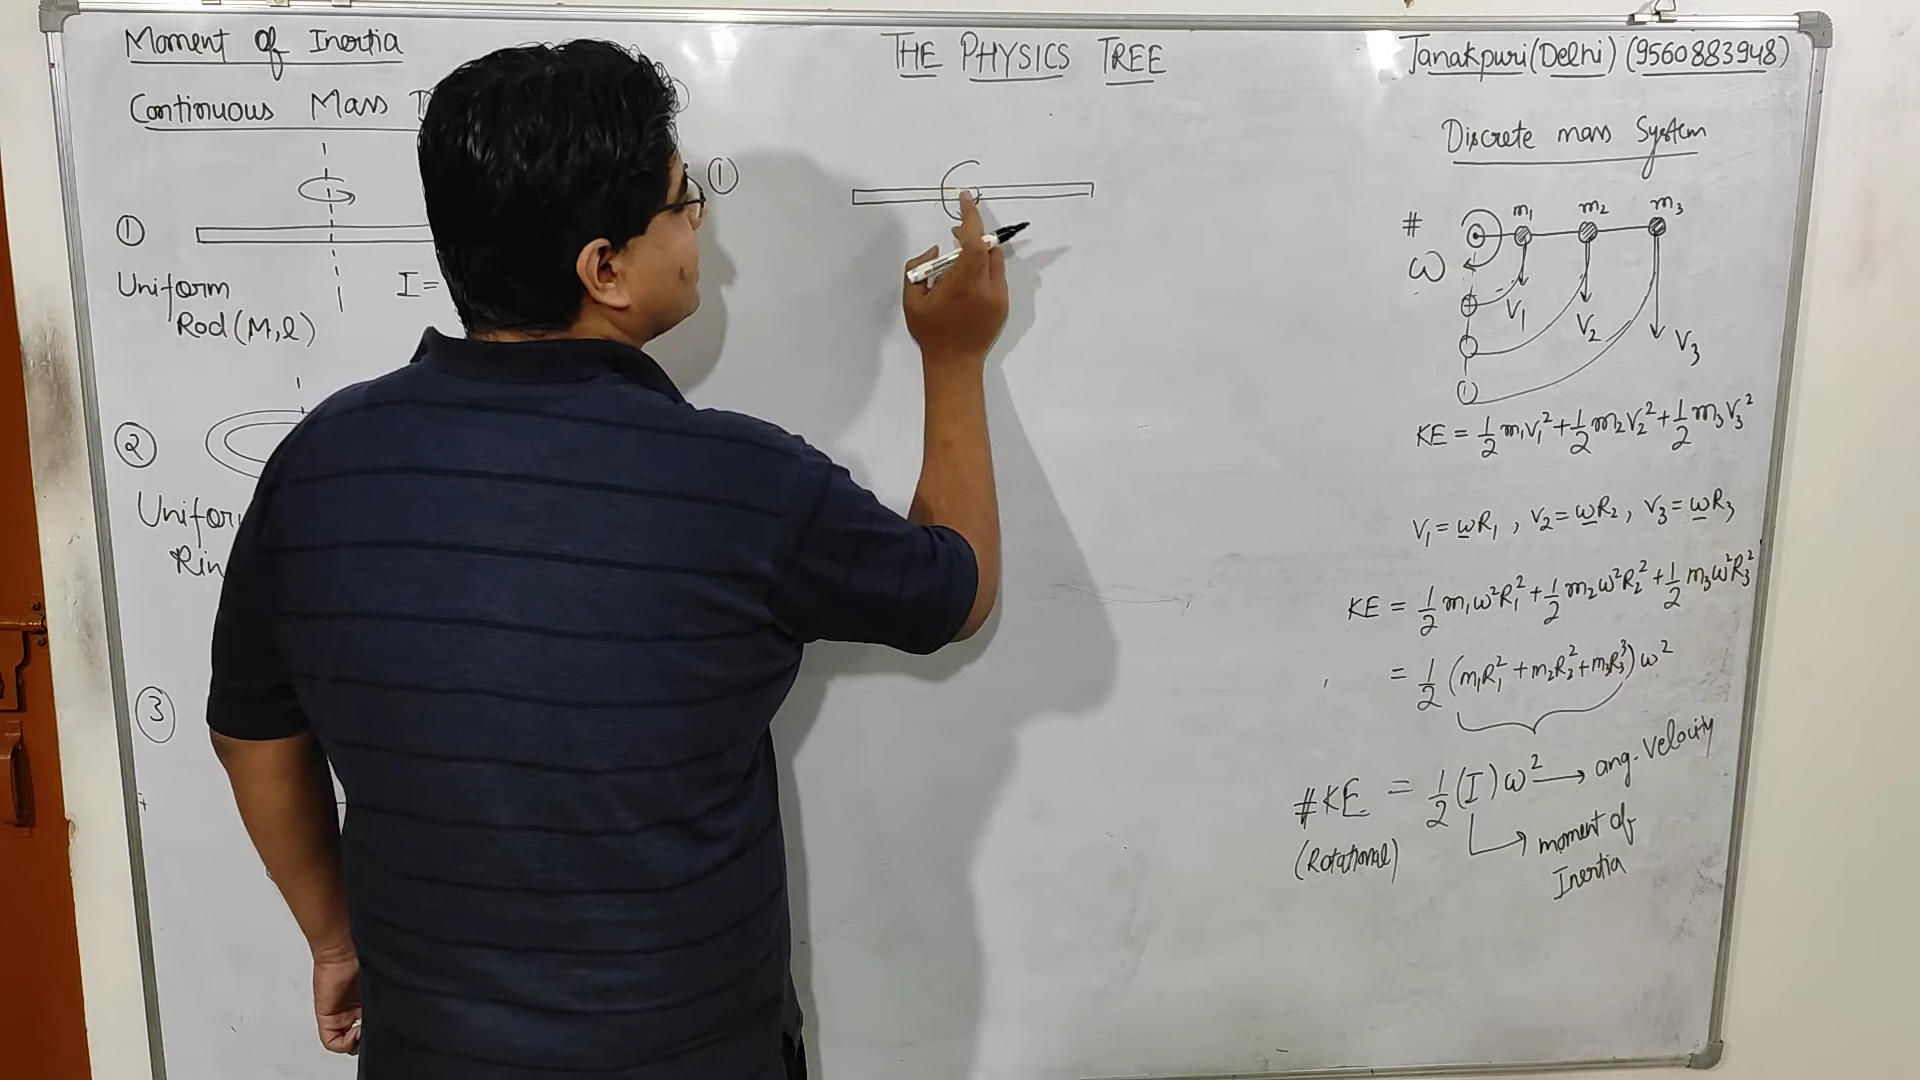 Moment of Inertia
Continuous Mass
①
Uniform
Rod (M, l)
I =
②
③
THE PHYSICS TREE
①
Janakpuri (Delhi) (9560883948)
Discrete mass System
#
ω
m₁ m₂ m₃
V₁ V₂ V₃
KE = 1/2 m₁v₁² + 1/2 m₂v₂² + 1/2 m₃v₃²
V₁ = ωR₁ , V₂ = ωR₂ , V₃ = ωR₃
KE = 1/2 m₁ω²R₁² + 1/2 m₂ω²R₂² + 1/2 m₃ω²R₃²
= 1/2 (m₁R₁² + m₂R₂² + m₃R₃³) ω²
#KE = 1/2 (I) ω² → ang. velocity
(Rotational)
→ moment of
Inertia